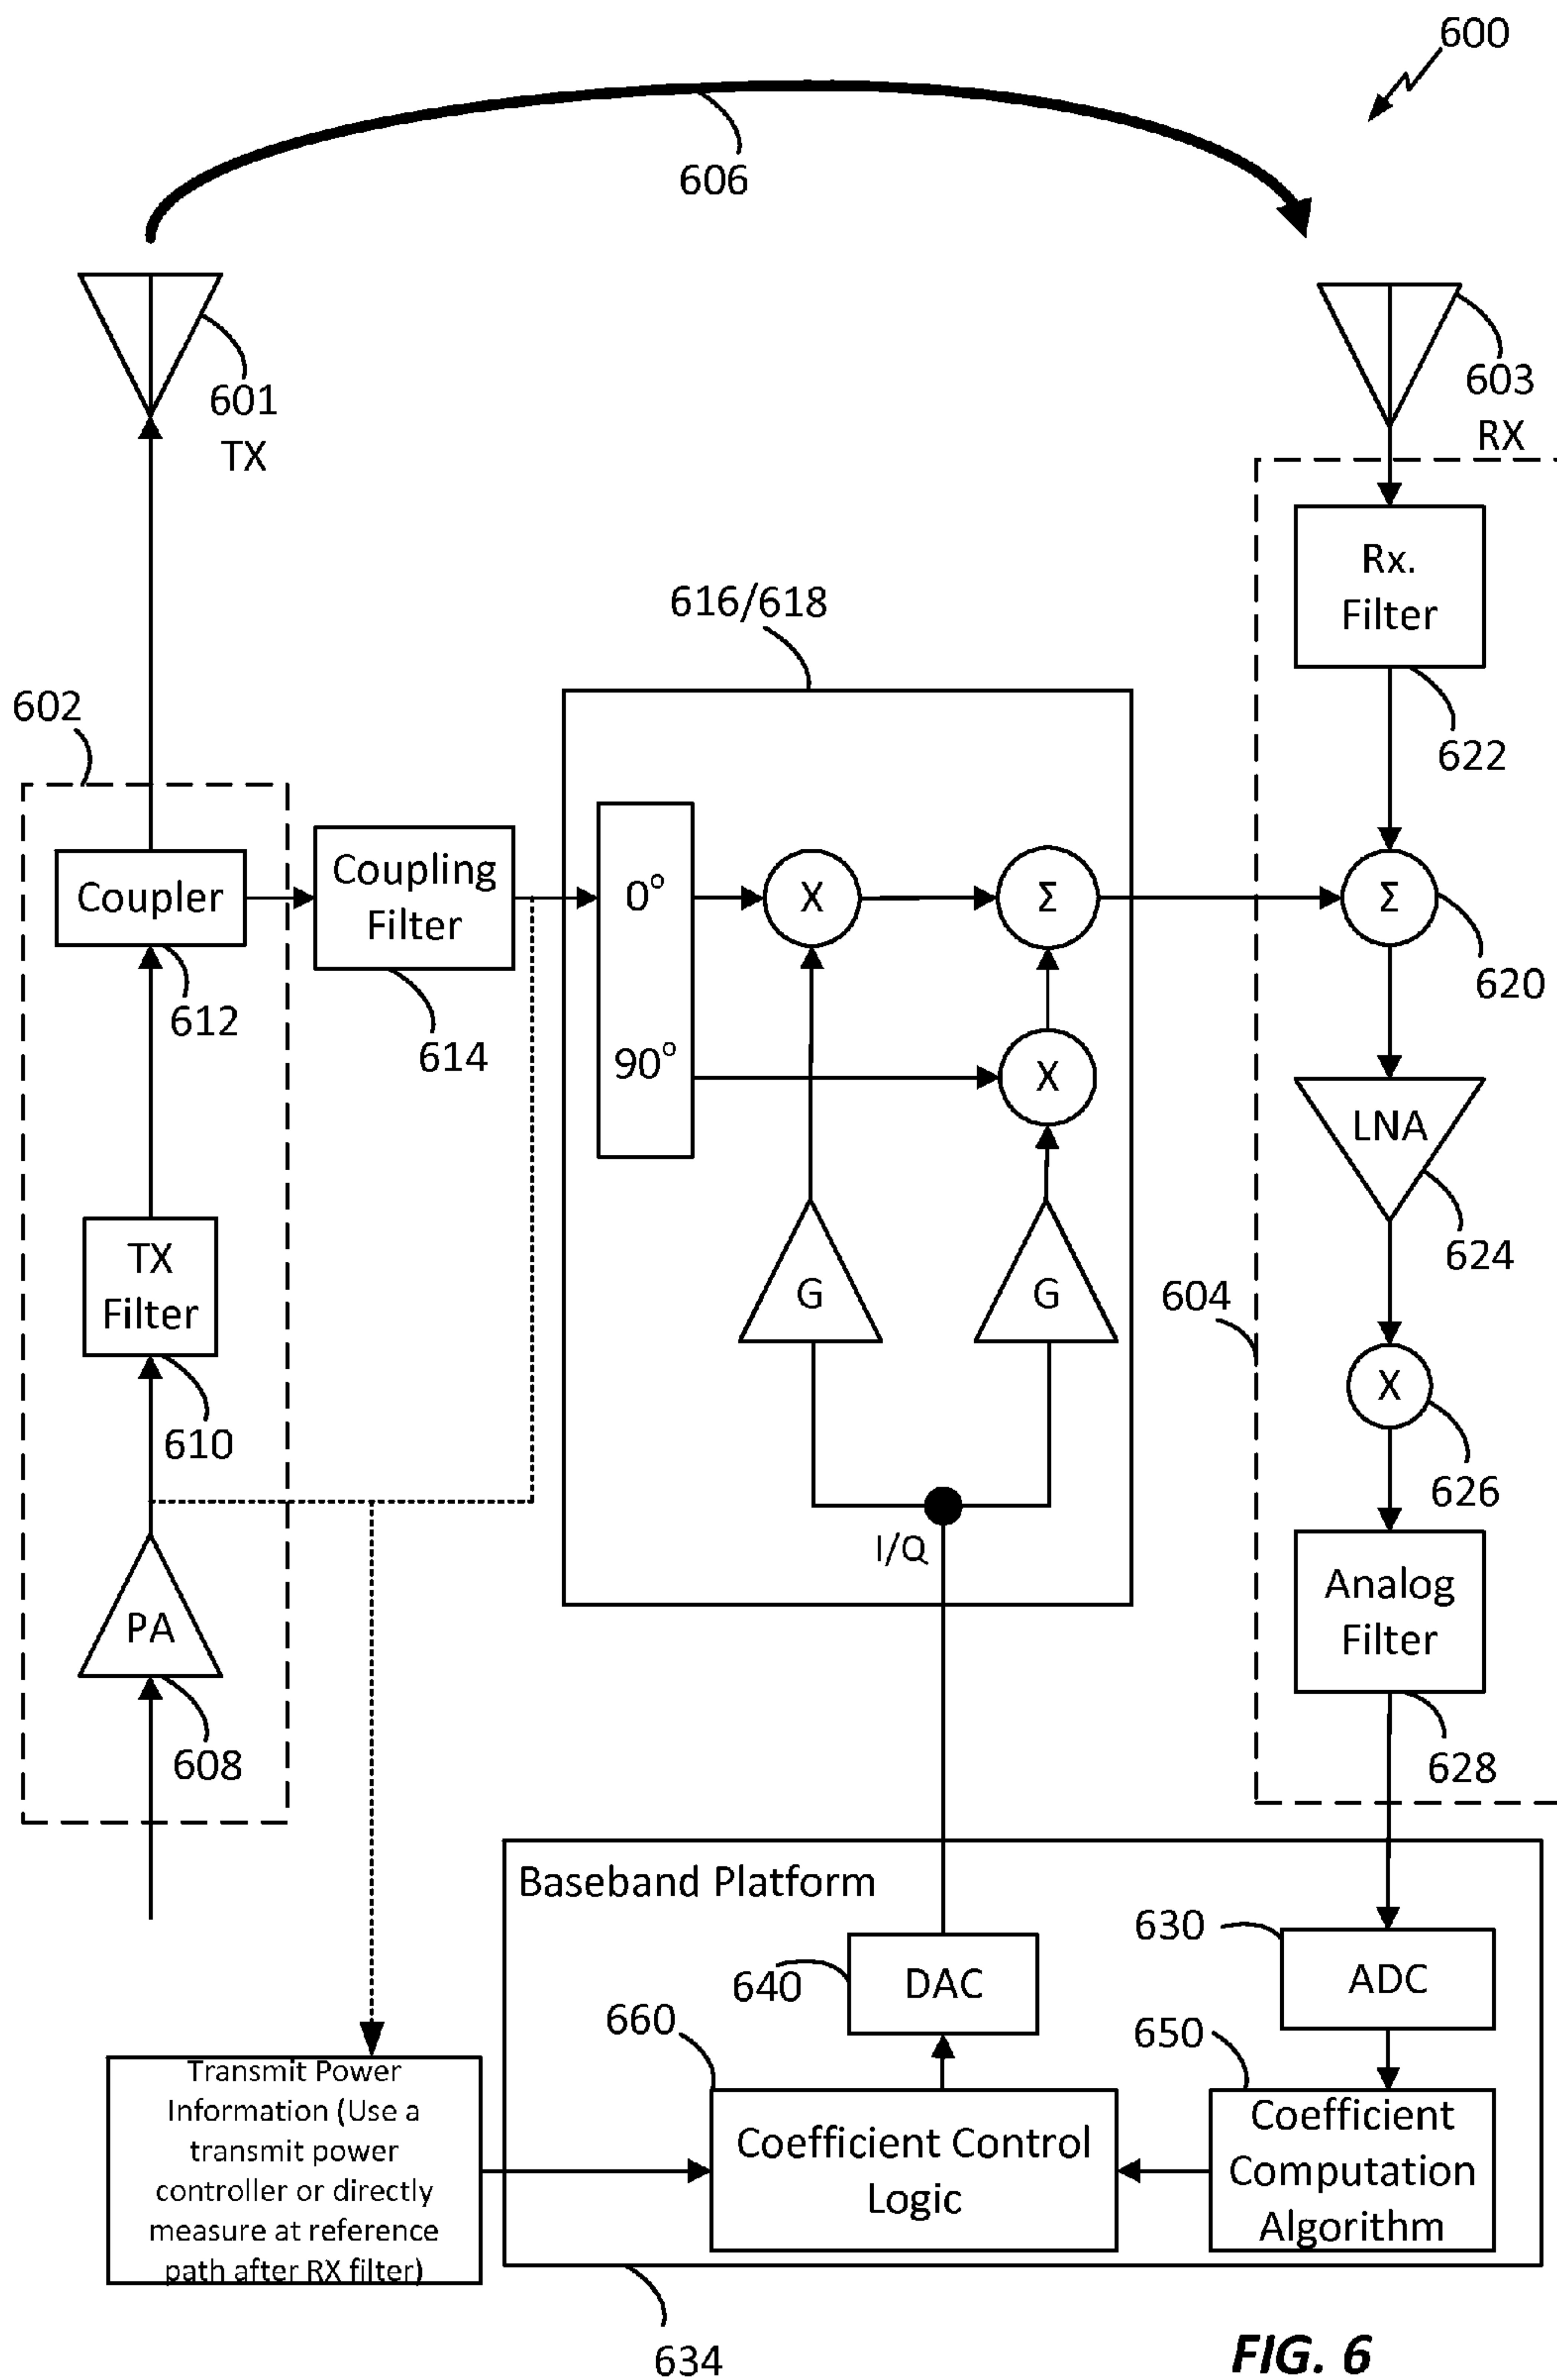 600
606
601
TX
603
RX
Rx.
Filter
622
616/618
602
Coupler
612
Coupling
Filter
614
0°
90°
X
Σ
X
Σ
620
LNA
624
TX
Filter
610
G
G
604
X
626
I/Q
PA
608
Analog
Filter
628
Baseband Platform
630
ADC
640
DAC
660
650
Transmit Power
Information (Use a
transmit power
controller or directly
measure at reference
path after RX filter)
Coefficient Control
Logic
Coefficient
Computation
Algorithm
634
FIG. 6